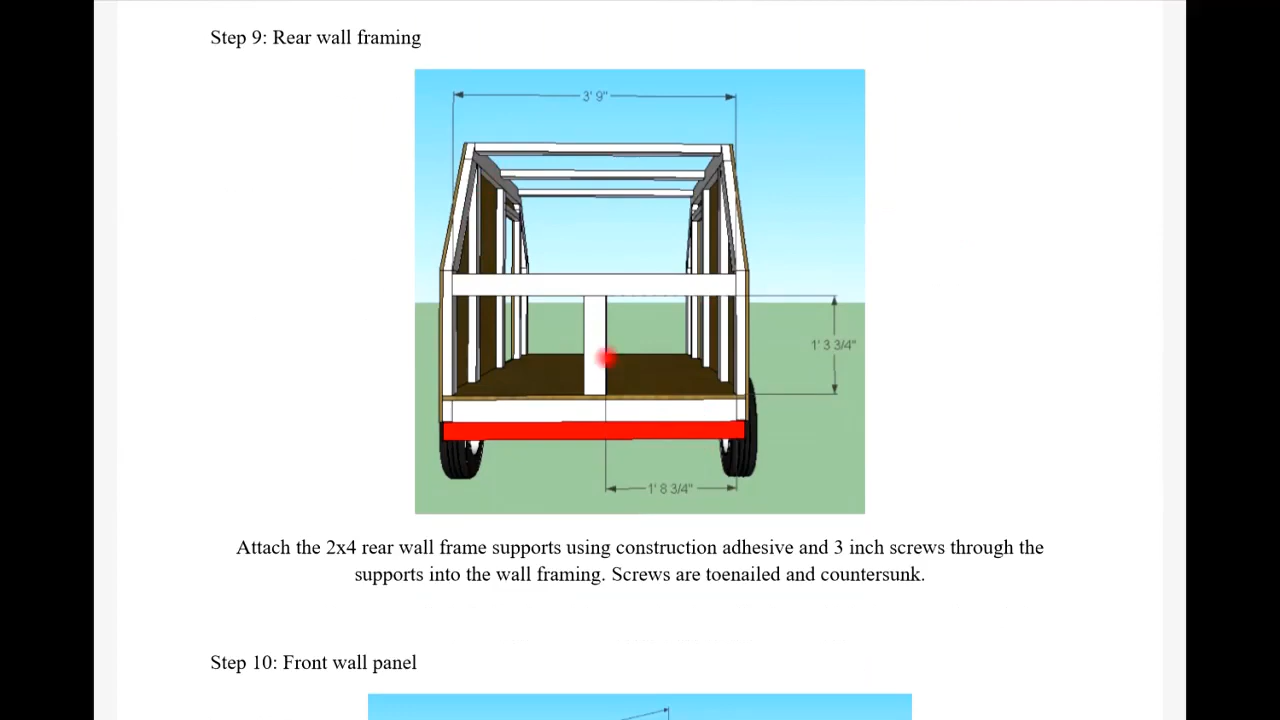 Step 9: Rear wall framing
3' 9"
1' 3 3/4"
1' 8 3/4"
Attach the 2x4 rear wall frame supports using construction adhesive and 3 inch screws through the
supports into the wall framing. Screws are toenailed and countersunk.
Step 10: Front wall panel